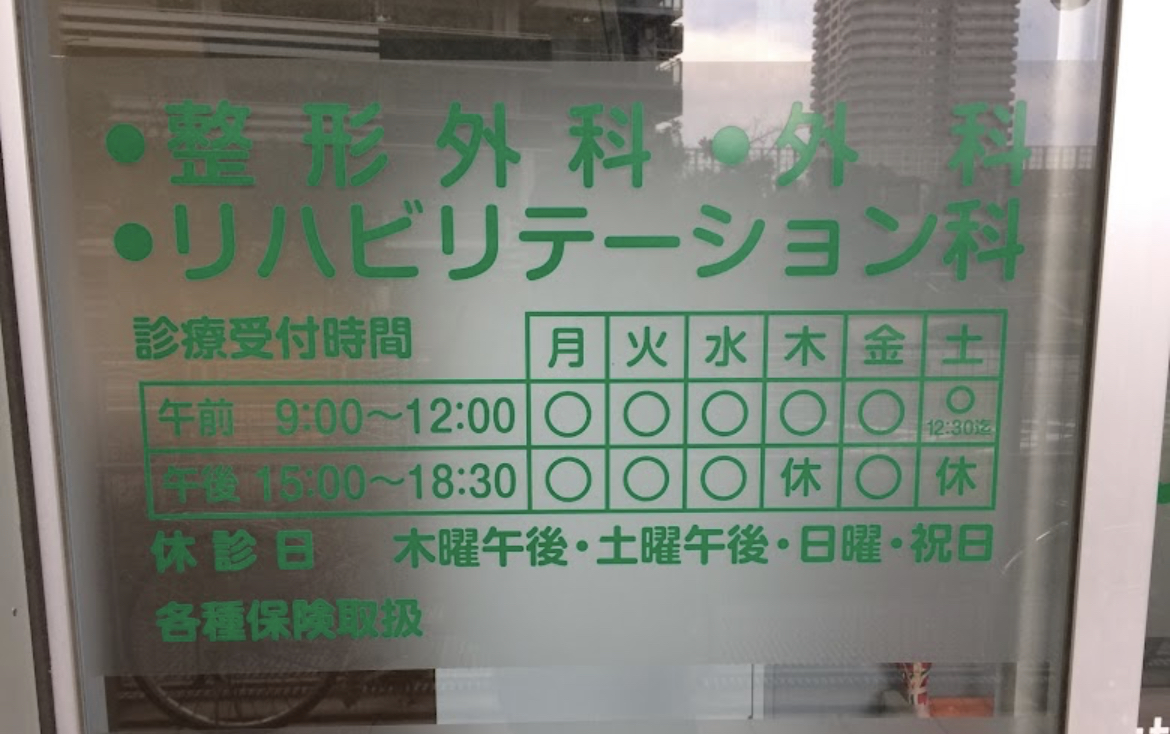 ●整形外科●外科
●リハビリテーション科
診療受付時間 月 火 水 木 金 土
午前 9:00～12:00 ○ ○ ○ ○ ○ ○ 12:30迄
午後 15:00～18:30 ○ ○ ○ 休 ○ 休
休診日 木曜午後・土曜午後・日曜・祝日
各種保険取扱